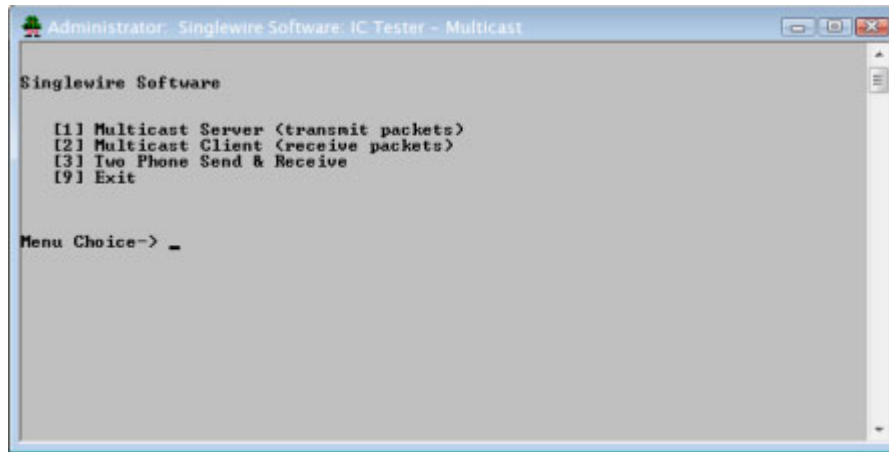 Administrator: Singlewire Software: IC Tester - Multicast
Singlewire Software
[1] Multicast Server (transmit packets)
[2] Multicast Client (receive packets)
[3] Two Phone Send & Receive
[9] Exit
Menu Choice-> _